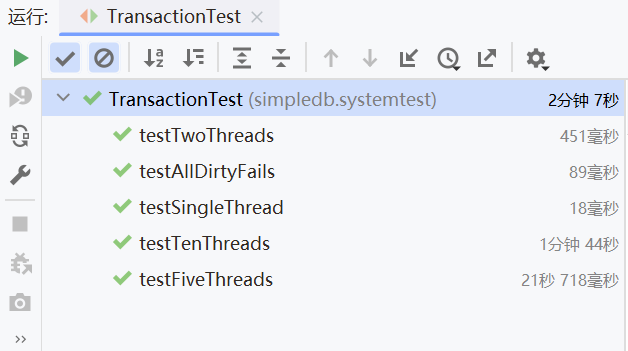 运行: TransactionTest
TransactionTest (simpledb.systemtest) 2分钟 7秒
testTwoThreads 451毫秒
testAllDirtyFails 89毫秒
testSingleThread 18毫秒
testTenThreads 1分钟 44秒
testFiveThreads 21秒 718毫秒